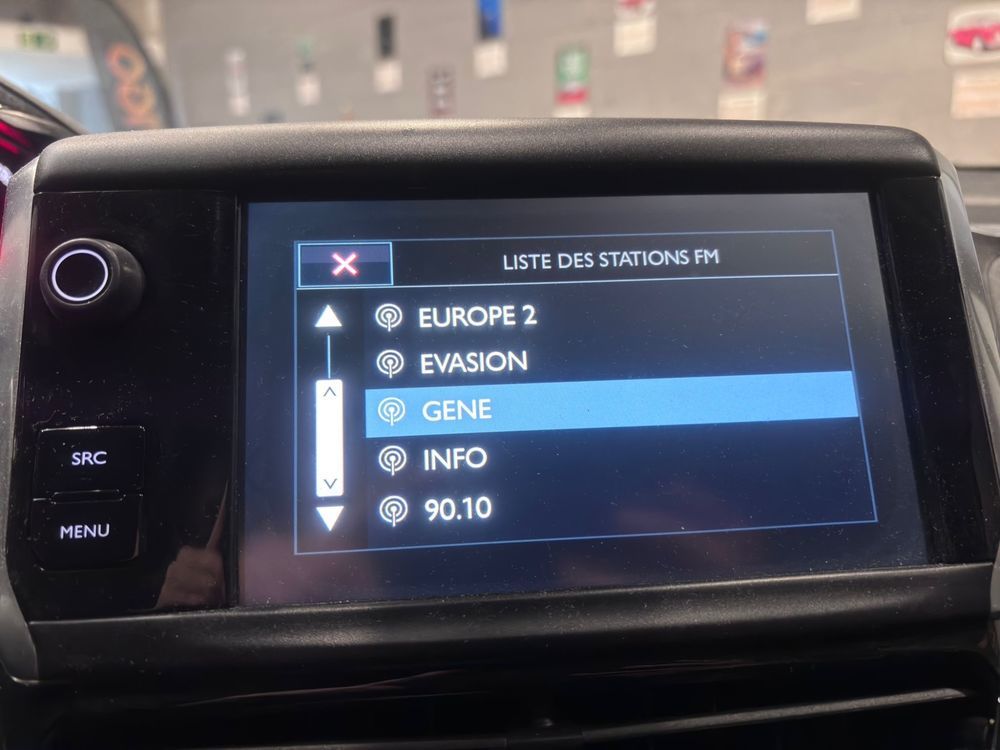 LISTE DES STATIONS FM
EUROPE 2
EVASION
GENE
INFO
90.10
SRC
MENU